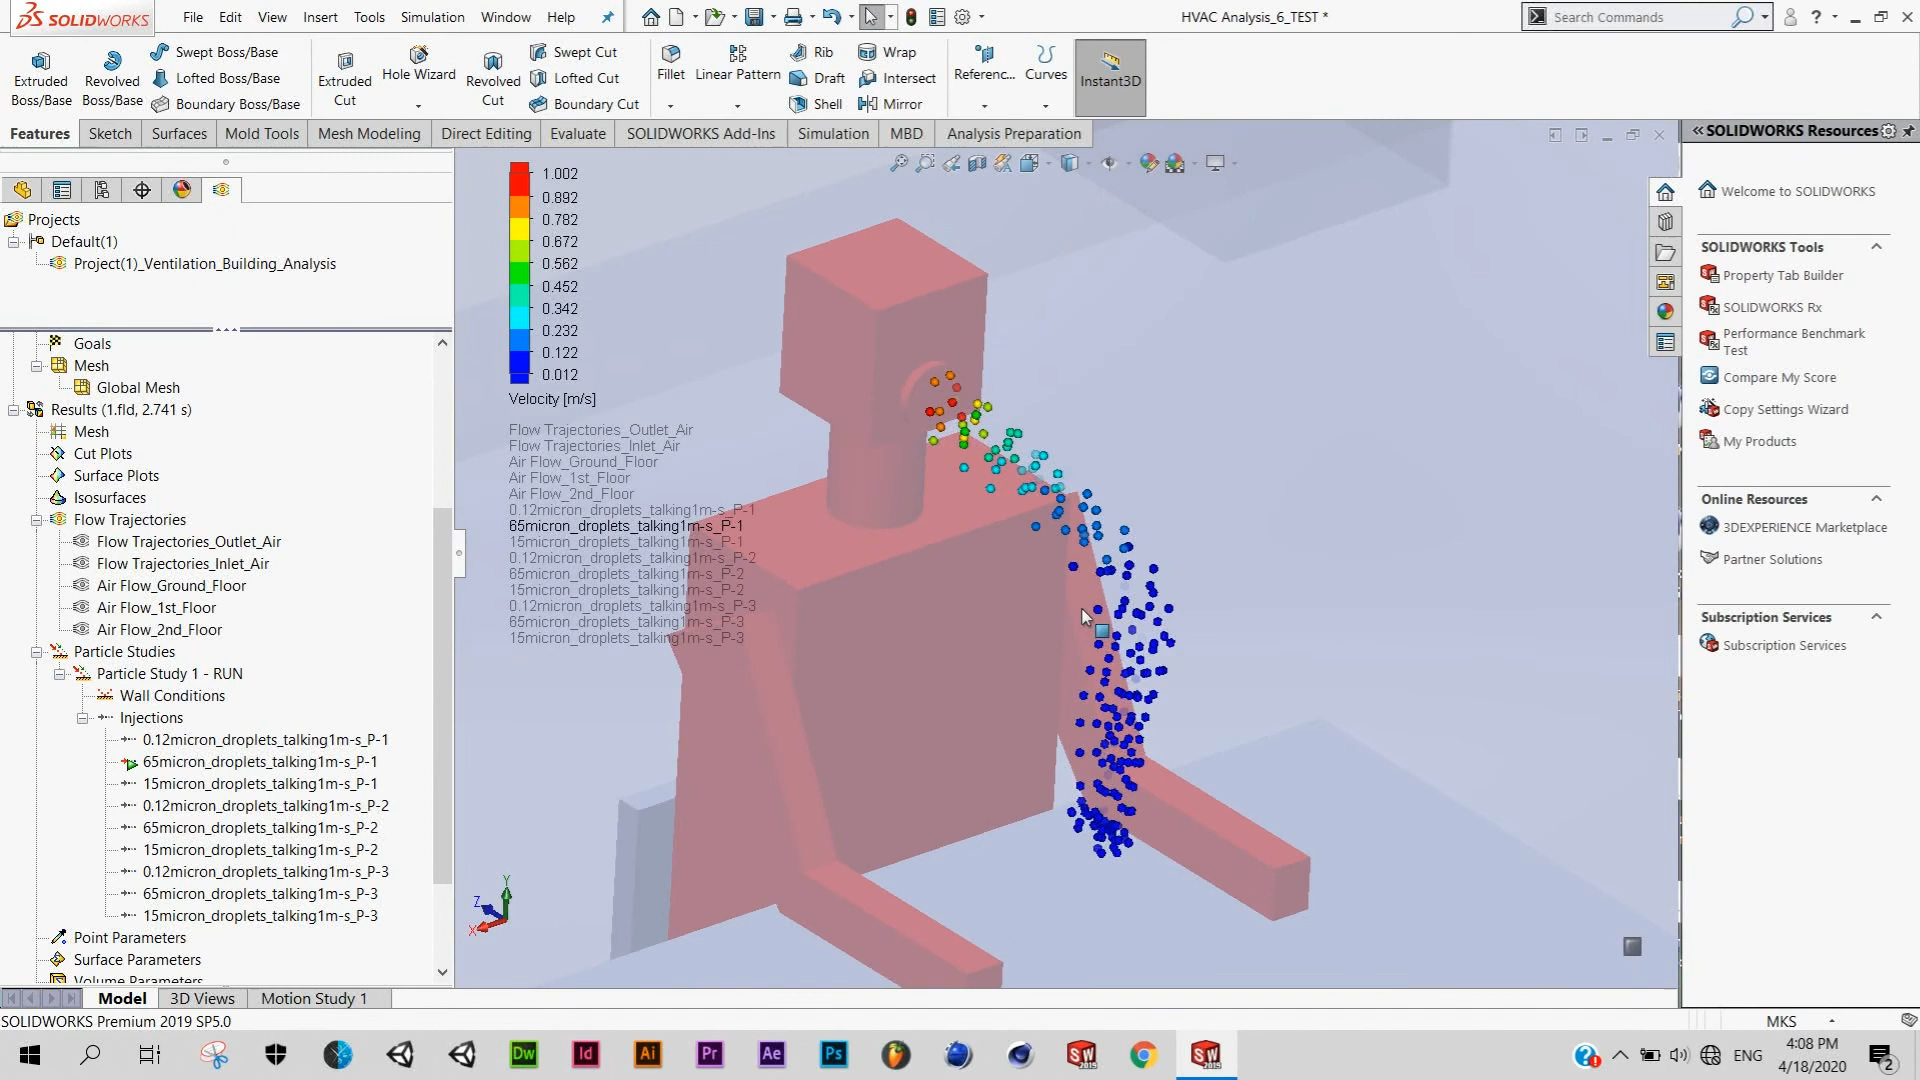 SOLIDWORKS
File Edit View Insert Tools Simulation Window Help
HVAC Analysis_6_TEST *
Search Commands
Extruded Boss/Base
Revolved Boss/Base
Swept Boss/Base
Lofted Boss/Base
Boundary Boss/Base
Extruded Cut
Hole Wizard
Revolved Cut
Swept Cut
Lofted Cut
Boundary Cut
Fillet
Linear Pattern
Rib
Draft
Shell
Wrap
Intersect
Mirror
Referenc...
Curves
Instant3D
Features Sketch Surfaces Mold Tools Mesh Modeling Direct Editing Evaluate SOLIDWORKS Add-Ins Simulation MBD Analysis Preparation
Projects
Default(1)
Project(1)_Ventilation_Building_Analysis
Goals
Mesh
Global Mesh
Results (1.fld, 2.741 s)
Mesh
Cut Plots
Surface Plots
Isosurfaces
Flow Trajectories
Flow Trajectories_Outlet_Air
Flow Trajectories_Inlet_Air
Air Flow_Ground_Floor
Air Flow_1st_Floor
Air Flow_2nd_Floor
Particle Studies
Particle Study 1 - RUN
Wall Conditions
Injections
0.12micron_droplets_talking1m-s_P-1
65micron_droplets_talking1m-s_P-1
15micron_droplets_talking1m-s_P-1
0.12micron_droplets_talking1m-s_P-2
65micron_droplets_talking1m-s_P-2
15micron_droplets_talking1m-s_P-2
0.12micron_droplets_talking1m-s_P-3
65micron_droplets_talking1m-s_P-3
15micron_droplets_talking1m-s_P-3
Point Parameters
Surface Parameters
Volume Parameters
1.002
0.892
0.782
0.672
0.562
0.452
0.342
0.232
0.122
0.012
Velocity [m/s]
Flow Trajectories_Outlet_Air
Flow Trajectories_Inlet_Air
Air Flow_Ground_Floor
Air Flow_1st_Floor
Air Flow_2nd_Floor
0.12micron_droplets_talking1m-s_P-1
65micron_droplets_talking1m-s_P-1
15micron_droplets_talking1m-s_P-1
0.12micron_droplets_talking1m-s_P-2
65micron_droplets_talking1m-s_P-2
15micron_droplets_talking1m-s_P-2
0.12micron_droplets_talking1m-s_P-3
65micron_droplets_talking1m-s_P-3
15micron_droplets_talking1m-s_P-3
Y
Z
X
SOLIDWORKS Resources
Welcome to SOLIDWORKS
SOLIDWORKS Tools
Property Tab Builder
SOLIDWORKS Rx
Performance Benchmark
Test
Compare My Score
Copy Settings Wizard
My Products
Online Resources
3DEXPERIENCE Marketplace
Partner Solutions
Subscription Services
Subscription Services
Model 3D Views Motion Study 1
SOLIDWORKS Premium 2019 SP5.0
MKS
Dw Id Ai Pr Ae Ps SW 2019 SW 2019
ENG
4:08 PM
4/18/2020
2